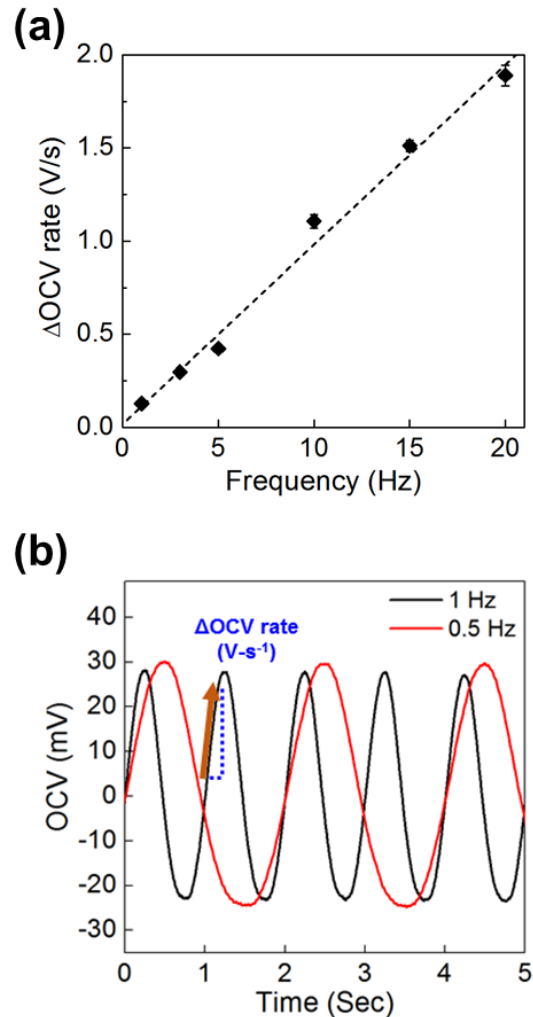 (a)
ΔOCV rate (V/s)
2.0
1.5
1.0
0.5
0.0
0 5 10 15 20
Frequency (Hz)
(b)
OCV (mV)
40
30
20
10
0
-10
-20
-30
1 Hz
0.5 Hz
ΔOCV rate
(V-s⁻¹)
0 1 2 3 4 5
Time (Sec)